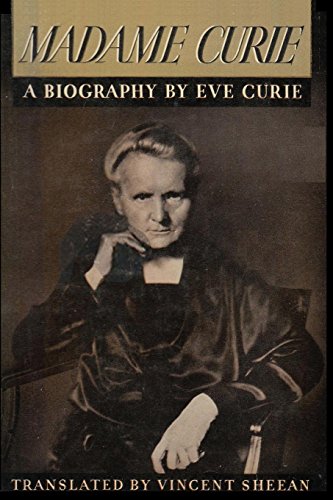 MADAME CURIE
A BIOGRAPHY BY EVE CURIE
TRANSLATED BY VINCENT SHEEAN